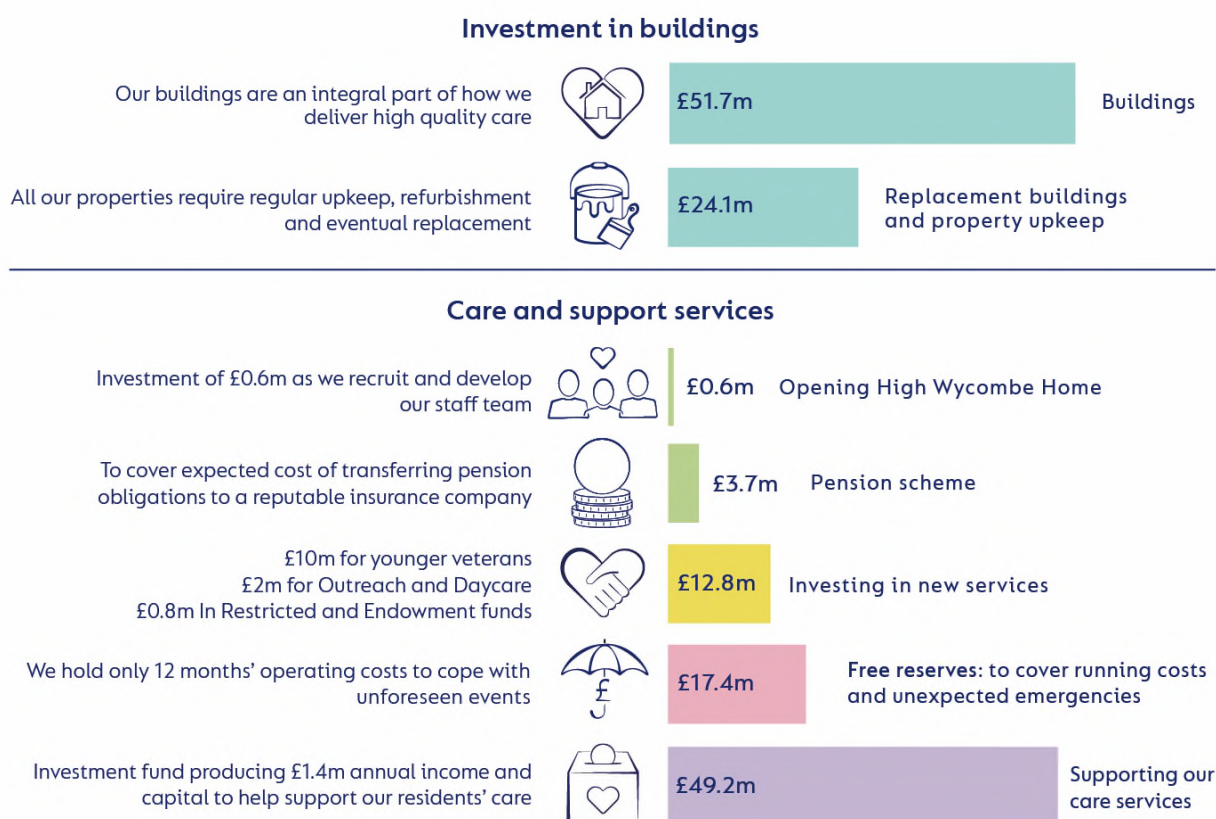 Investment in buildings
Our buildings are an integral part of how we
deliver high quality care
£51.7m
Buildings
All our properties require regular upkeep, refurbishment
and eventual replacement
£24.1m
Replacement buildings
and property upkeep
Care and support services
Investment of £0.6m as we recruit and develop
our staff team
£0.6m
Opening High Wycombe Home
To cover expected cost of transferring pension
obligations to a reputable insurance company
£3.7m
Pension scheme
£10m for younger veterans
£2m for Outreach and Daycare
£0.8m In Restricted and Endowment funds
£12.8m
Investing in new services
We hold only 12 months’ operating costs to cope with
unforeseen events
£
£17.4m
Free reserves: to cover running costs
and unexpected emergencies
Investment fund producing £1.4m annual income and
capital to help support our residents’ care
£49.2m
Supporting our
care services